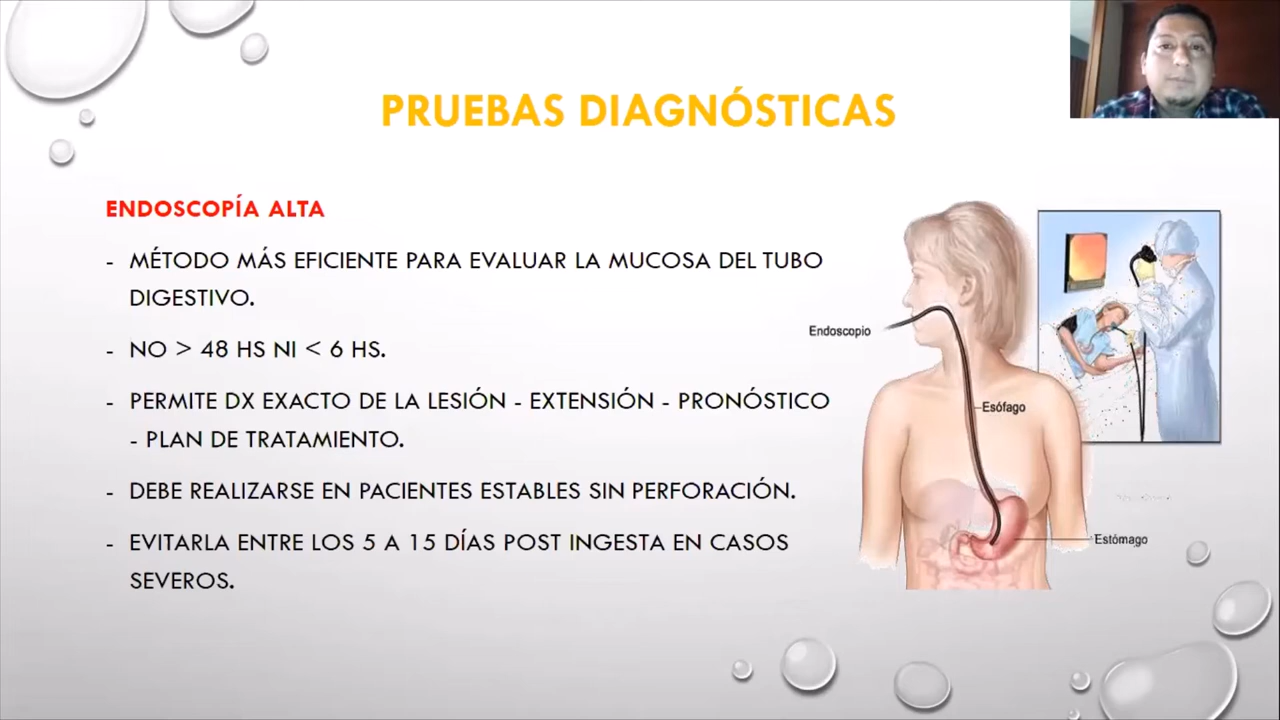 PRUEBAS DIAGNÓSTICAS
ENDOSCOPÍA ALTA
- MÉTODO MÁS EFICIENTE PARA EVALUAR LA MUCOSA DEL TUBO
DIGESTIVO.
- NO > 48 HS NI < 6 HS.
- PERMITE DX EXACTO DE LA LESIÓN - EXTENSIÓN - PRONÓSTICO
- PLAN DE TRATAMIENTO.
- DEBE REALIZARSE EN PACIENTES ESTABLES SIN PERFORACIÓN.
- EVITARLA ENTRE LOS 5 A 15 DÍAS POST INGESTA EN CASOS
SEVEROS.
Endoscopio
Esófago
Estómago